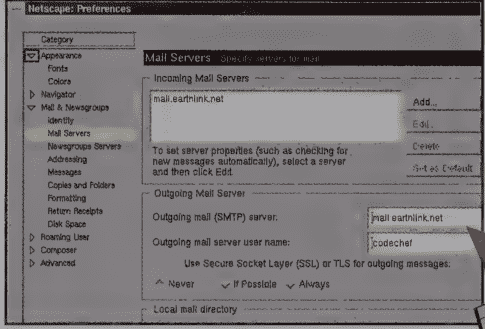 Netscape: Preferences
Category
Appearance
Fonts
Colors
Navigator
Mail & Newsgroups
Identity
Mail Servers
Newsgroups Servers
Addressing
Messages
Copies and Folders
Formatting
Return Receipts
Disk Space
Roaming User
Composer
Advanced
Mail Servers Specify servers for mail
Incoming Mail Servers
mail.earthlink.net
Add...
Edit...
Delete
Set as Default
To set server properties (such as checking for
new messages automatically), select a server
and then click Edit.
Outgoing Mail Server
Outgoing mail (SMTP) server:
mail.earthlink.net
Outgoing mail server user name:
codechef
Use Secure Socket Layer (SSL) or TLS for outgoing messages:
Never
If Possible
Always
Local mail directory